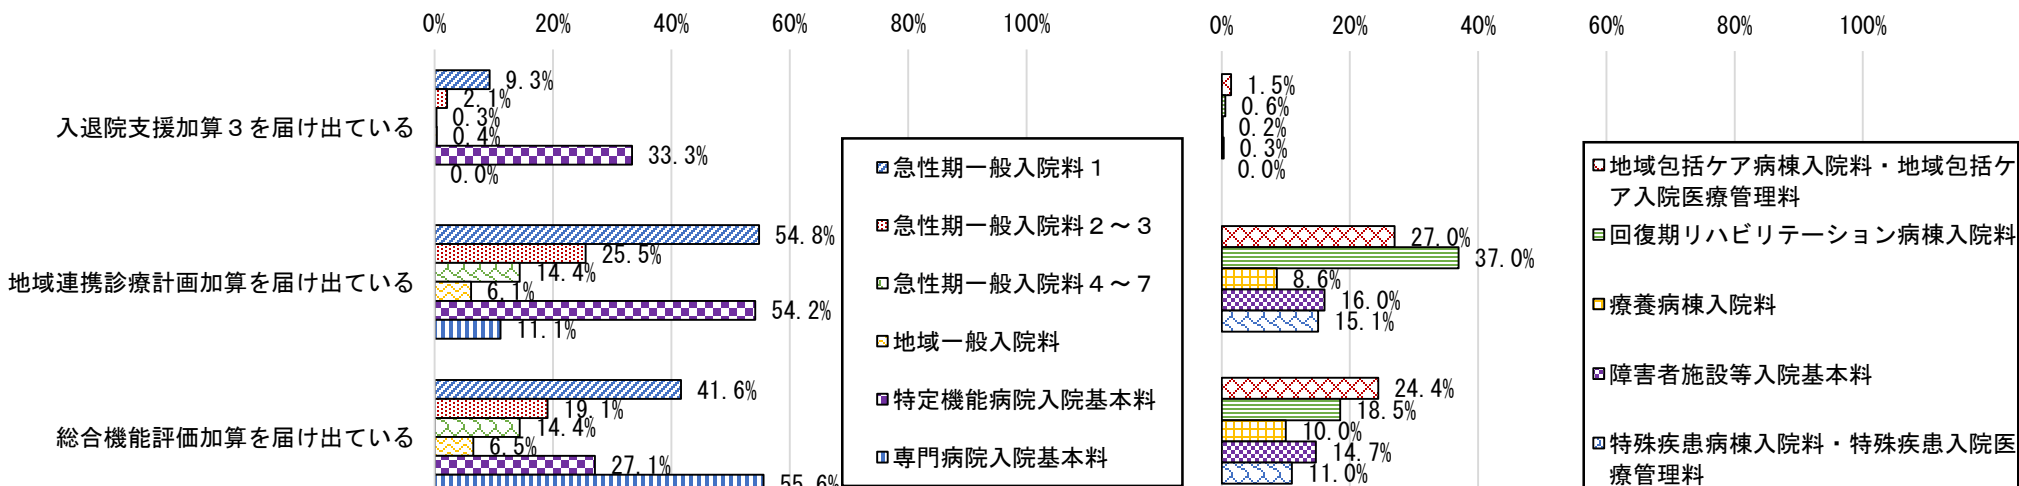 0% 20% 40% 60% 80% 100%
入退院支援加算３を届け出ている
9.3%
2.1%
0.3%
0.4%
33.3%
0.0%
地域連携診療計画加算を届け出ている
54.8%
25.5%
14.4%
6.1%
54.2%
11.1%
総合機能評価加算を届け出ている
41.6%
19.1%
14.4%
6.5%
27.1%
55.6%
急性期一般入院料１
急性期一般入院料２～３
急性期一般入院料４～７
地域一般入院料
特定機能病院入院基本料
専門病院入院基本料
0% 20% 40% 60% 80% 100%
1.5%
0.6%
0.2%
0.3%
0.0%
27.0%
37.0%
8.6%
16.0%
15.1%
24.4%
18.5%
10.0%
14.7%
11.0%
地域包括ケア病棟入院料・地域包括ケ
ア入院医療管理料
回復期リハビリテーション病棟入院料
療養病棟入院料
障害者施設等入院基本料
特殊疾患病棟入院料・特殊疾患入院医
療管理料